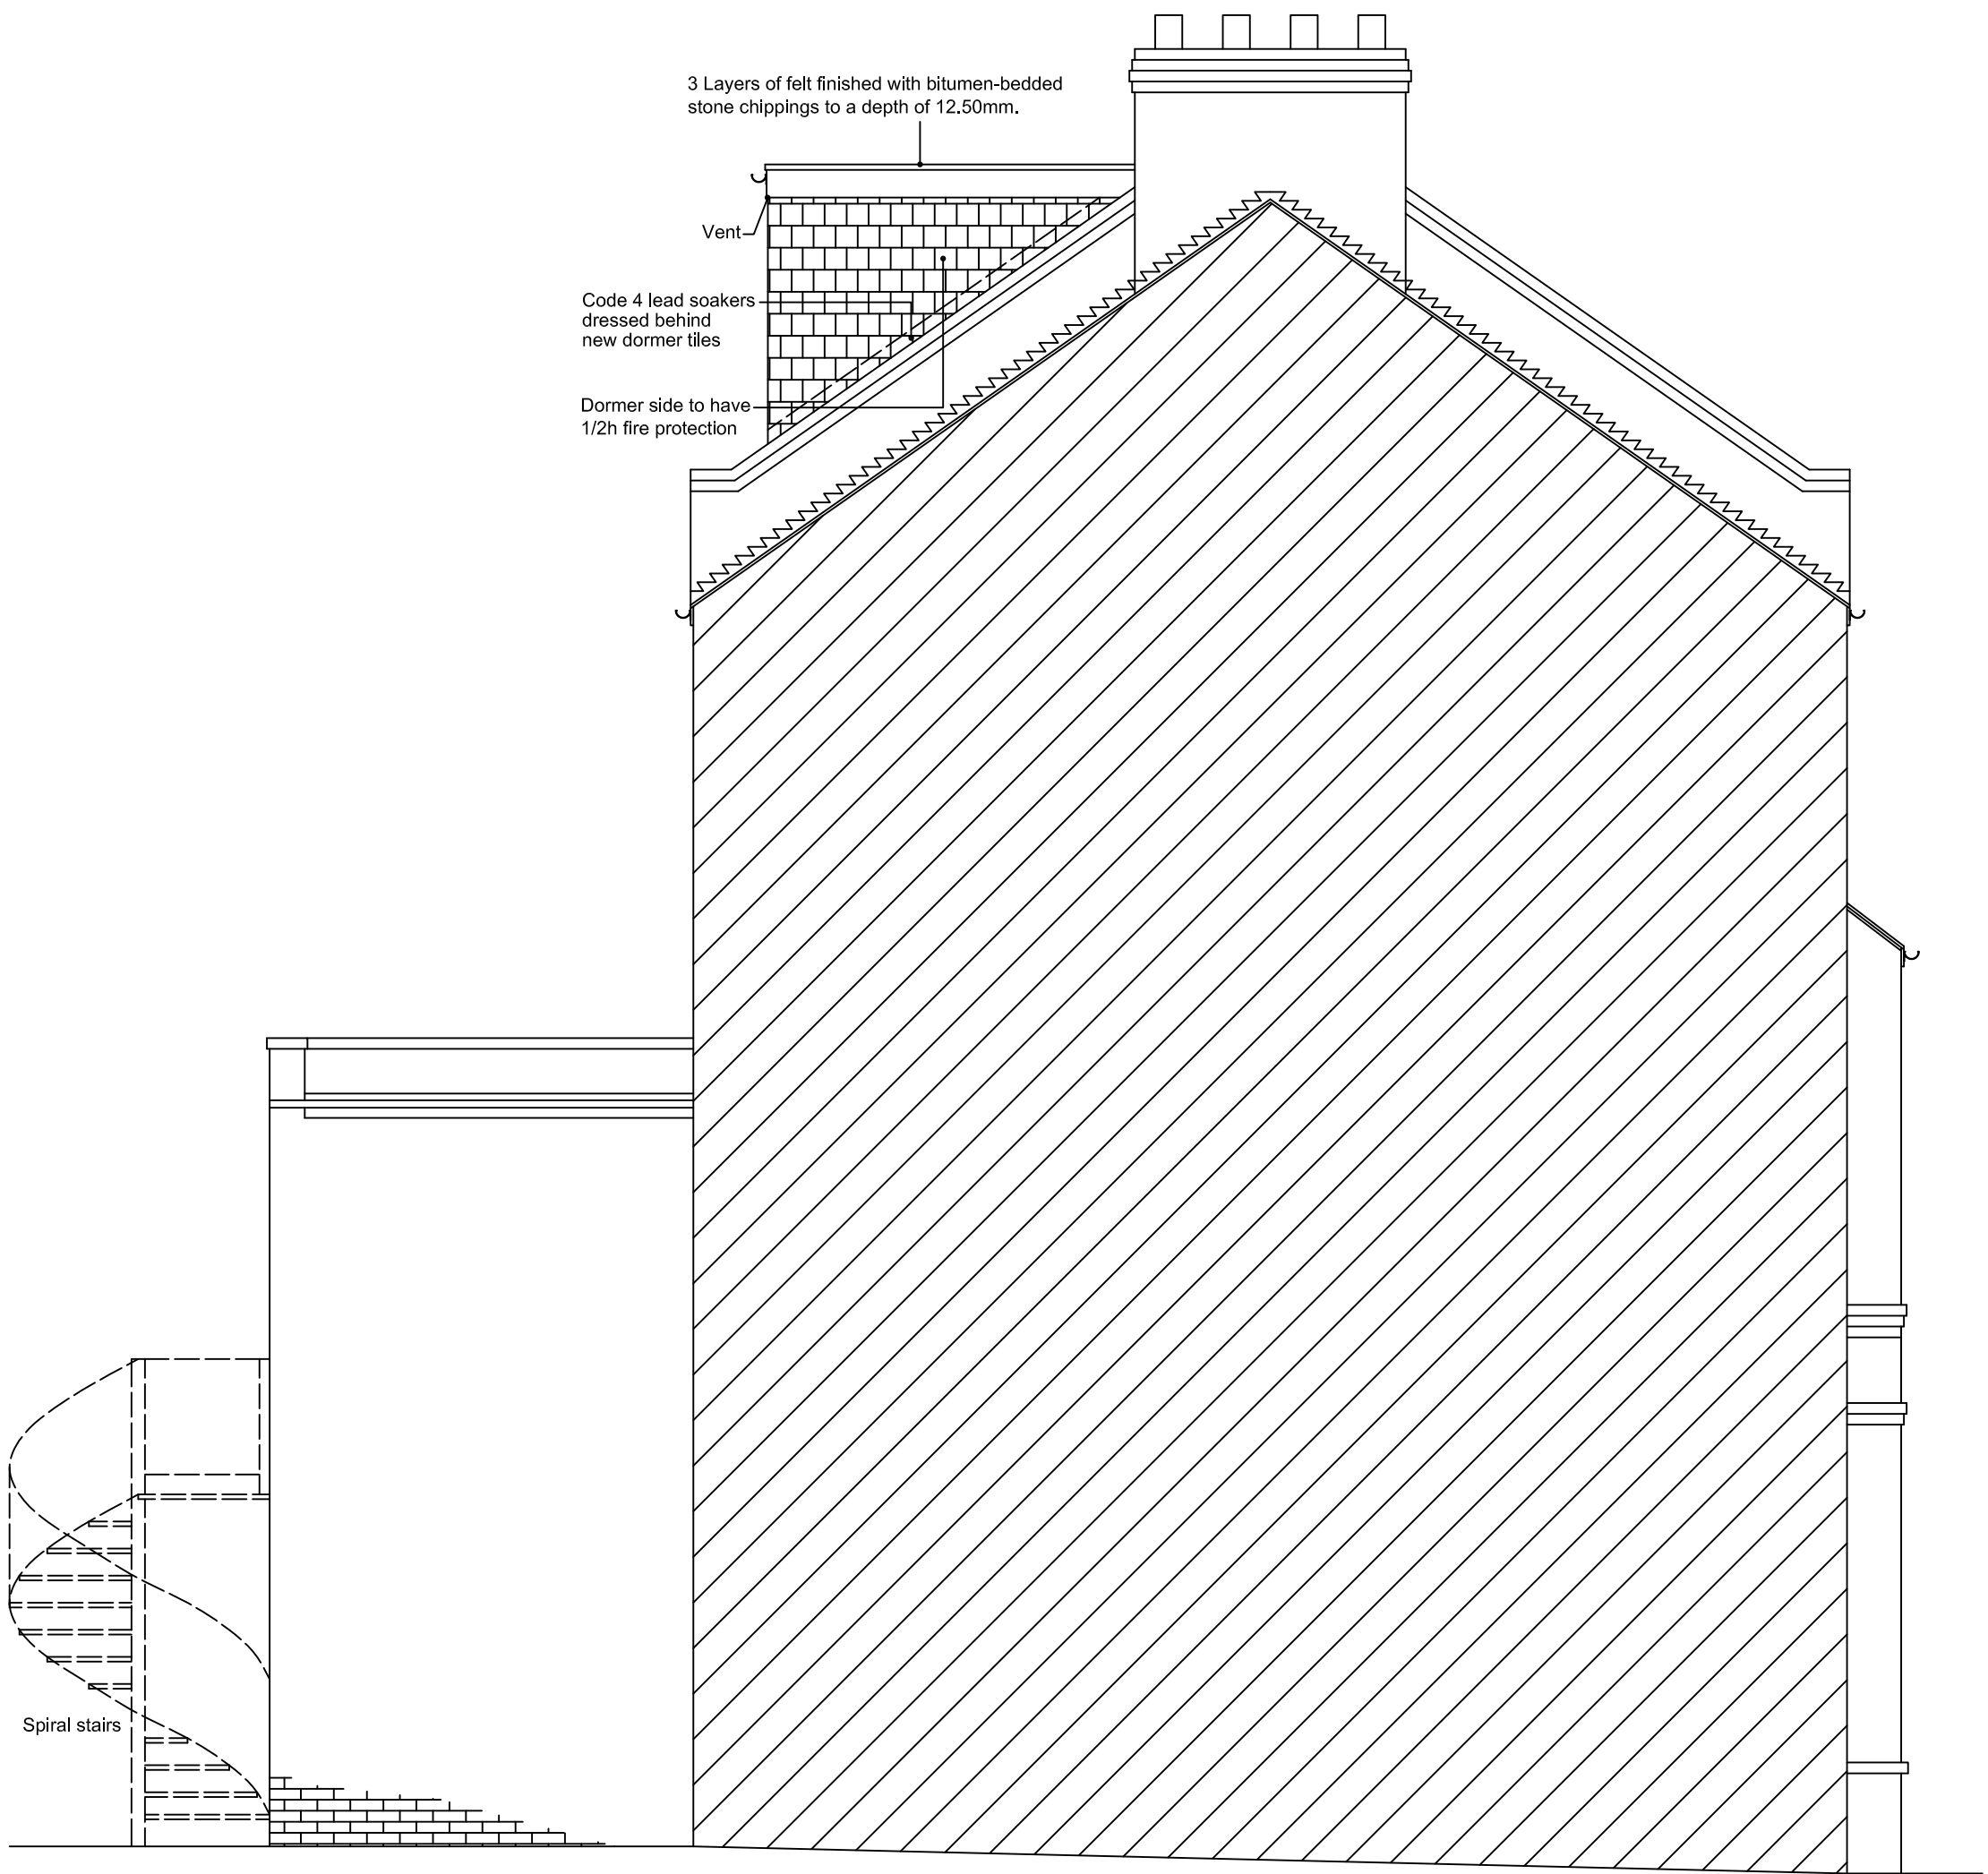 3 Layers of felt finished with bitumen-bedded
stone chippings to a depth of 12.50mm.
Vent
Code 4 lead soakers
dressed behind
new dormer tiles
Dormer side to have
1/2h fire protection
Spiral stairs